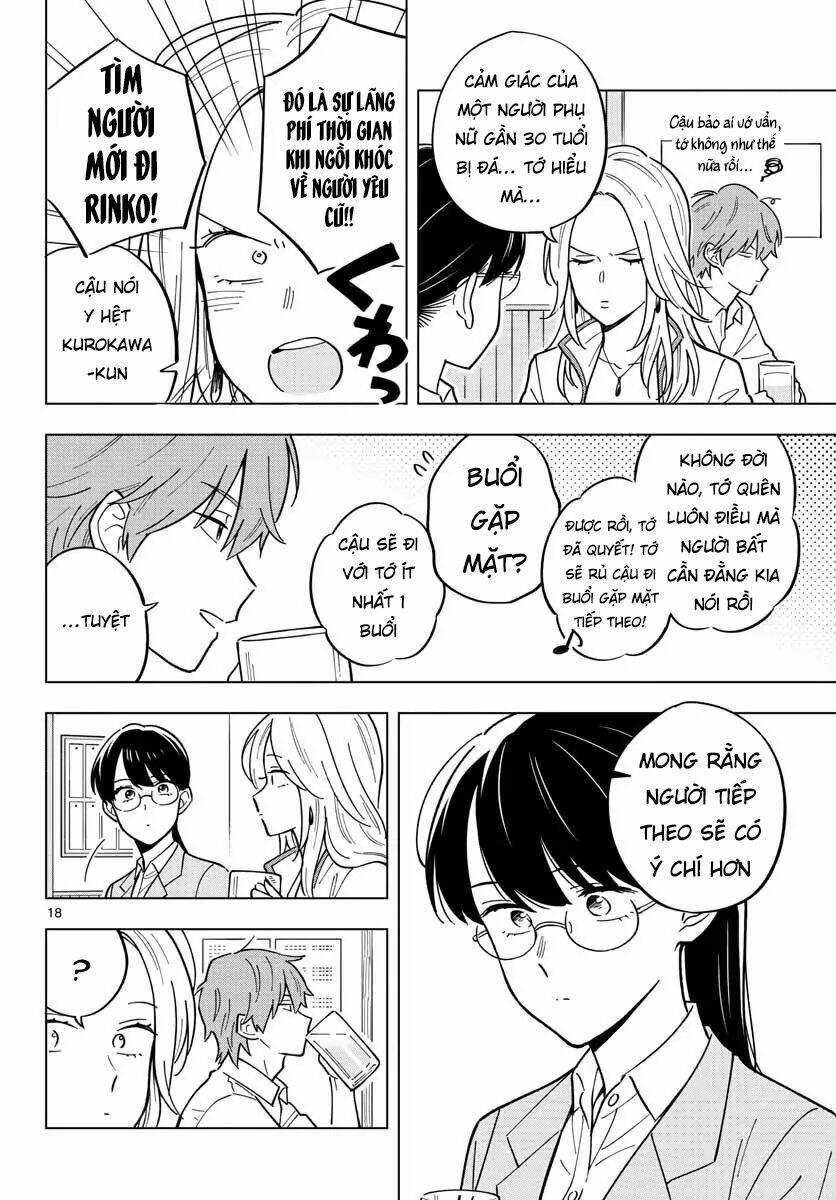 CẢM GIÁC CỦA
MỘT NGƯỜI PHỤ
NỮ GẦN 30 TUỔI
BỊ ĐÁ... TỚ HIỂU
MÀ...
Cậu bảo ai vớ vẩn,
tớ không như thế
nữa rồi...
ĐÓ LÀ SỰ LÃNG
PHÍ THỜI GIAN
KHI NGỒI KHÓC
VỀ NGƯỜI YÊU
CŨ!!
TÌM
NGƯỜI
MỚI ĐI
RINKO!
くわっ
CẬU NÓI
Y HỆT
KUROKAWA
-KUN
KHÔNG ĐỜI
NÀO, TỚ QUÊN
LUÔN ĐIỀU MÀ
NGƯỜI BẤT
CẦN ĐẰNG KIA
NÓI RỒI
ĐƯỢC RỒI, TỚ
ĐÃ QUYẾT! TỚ
SẼ RỦ CẬU ĐI
BUỔI GẶP MẶT
TIẾP THEO!
BUỔI
GẶP
MẶT?
CẬU SẼ ĐI
VỚI TỚ ÍT
NHẤT 1
BUỔI
...TUYỆT
MONG RẰNG
NGƯỜI TIẾP
THEO SẼ CÓ
Ý CHÍ HƠN
18
?